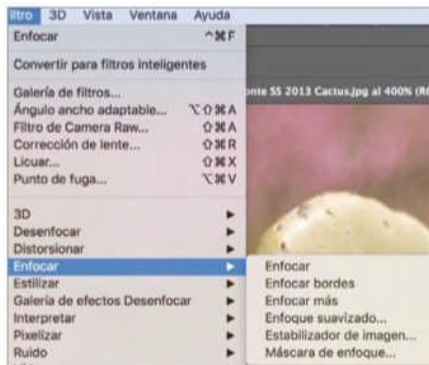 ltro 3D Vista Ventana Ayuda
Enfocar ^⌘F
Convertir para filtros inteligentes
Galería de filtros...
Ángulo ancho adaptable... ⌥⇧⌘A
Filtro de Camera Raw... ⇧⌘A
Corrección de lente... ⇧⌘R
Licuar... ⇧⌘X
Punto de fuga... ⌥⌘V
onte SS 2013 Cactus.jpg al 400% (R
3D
Desenfocar
Distorsionar
Enfocar
Estilizar
Galería de efectos Desenfocar
Interpretar
Pixelizar
Ruido
Enfocar
Enfocar bordes
Enfocar más
Enfoque suavizado...
Estabilizador de imagen...
Máscara de enfoque...